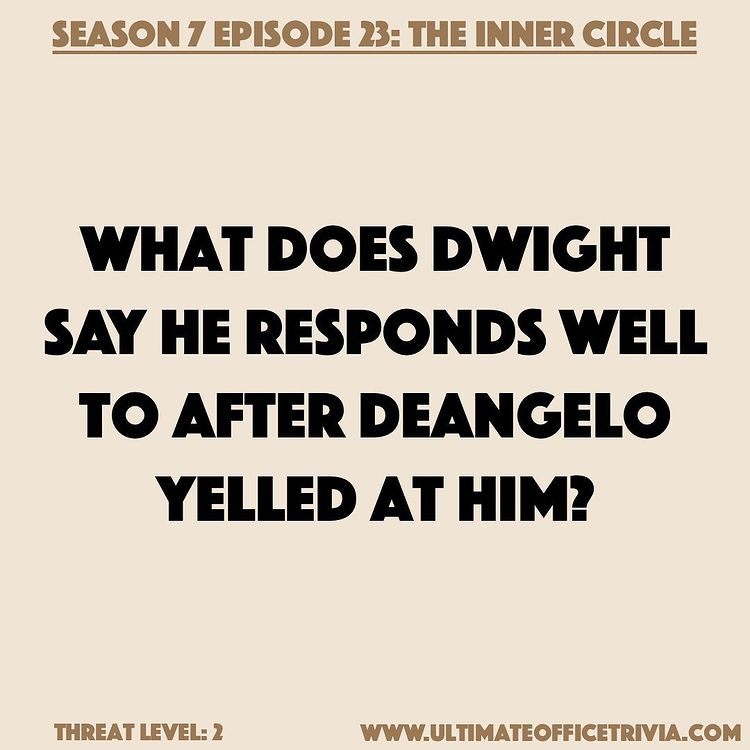 SEASON 7 EPISODE 23: THE INNER CIRCLE
WHAT DOES DWIGHT
SAY HE RESPONDS WELL
TO AFTER DEANGELO
YELLED AT HIM?
THREAT LEVEL: 2
WWW.ULTIMATEOFFICETRIVIA.COM